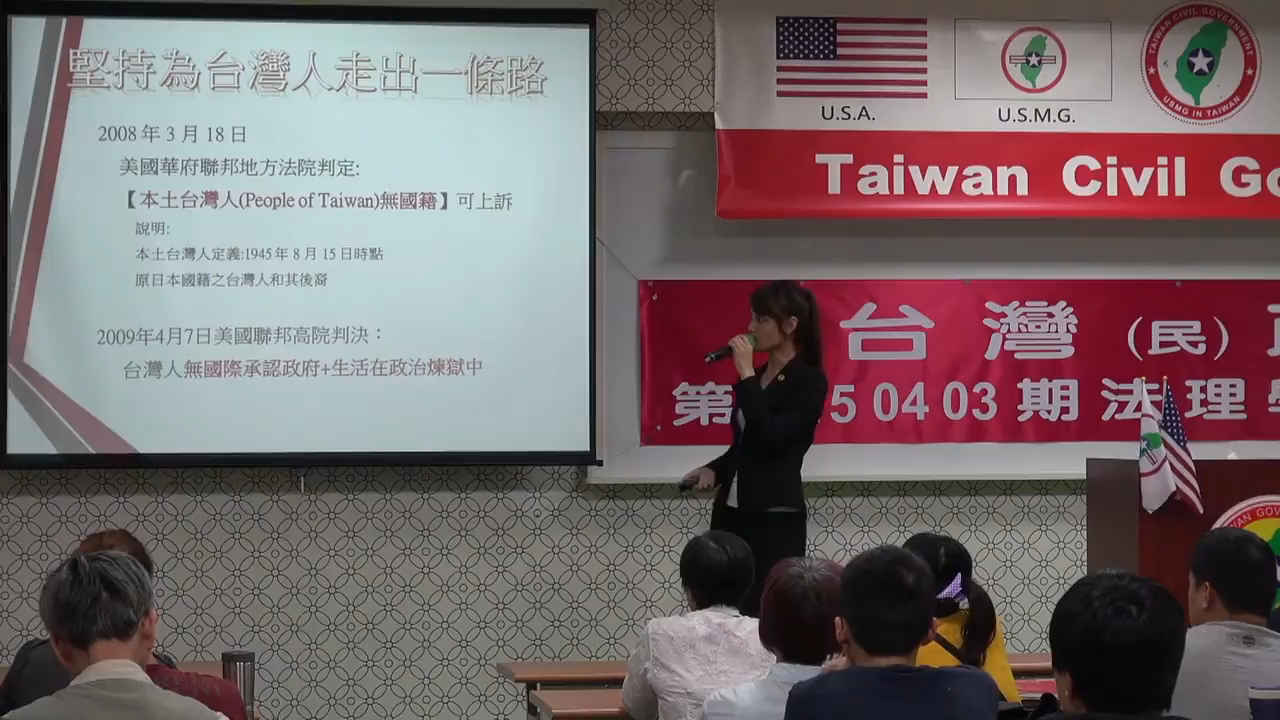 堅持為台灣人走出一條路
2008 年 3 月 18 日
美國華府聯邦地方法院判定:
【本土台灣人(People of Taiwan)無國籍】可上訴
說明:
本土台灣人定義:1945 年 8 月 15 日時點
原日本國籍之台灣人和其後裔
2009年4月7日美國聯邦高院判決：
台灣人無國際承認政府+生活在政治煉獄中
U.S.A.
U.S.M.G.
TAIWAN CIVIL GOVERNMENT
USMG IN TAIWAN
Taiwan Civil
台灣（民）
第 5 04 03 期 法 理